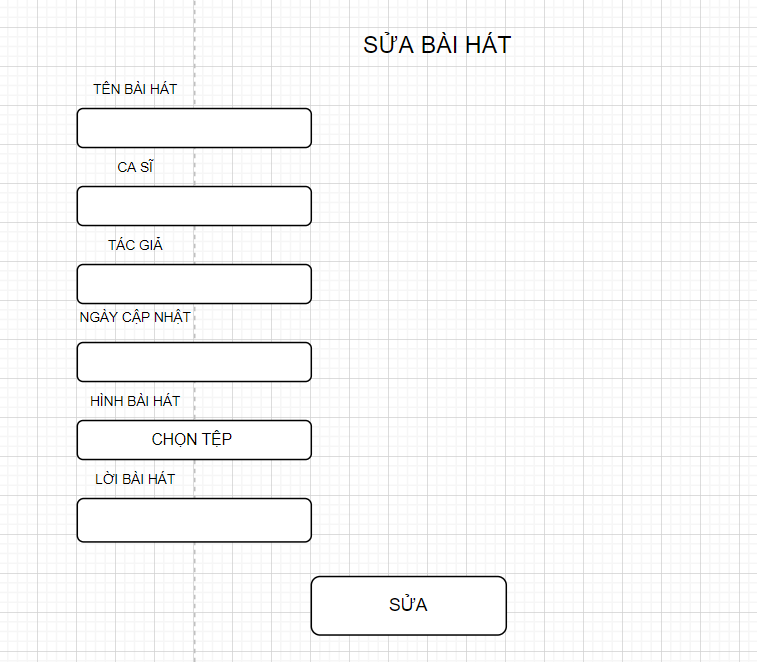 SỬA BÀI HÁT
TÊN BÀI HÁT
CA SĨ
TÁC GIẢ
NGÀY CẬP NHẬT
HÌNH BÀI HÁT
CHỌN TỆP
LỜI BÀI HÁT
SỬA